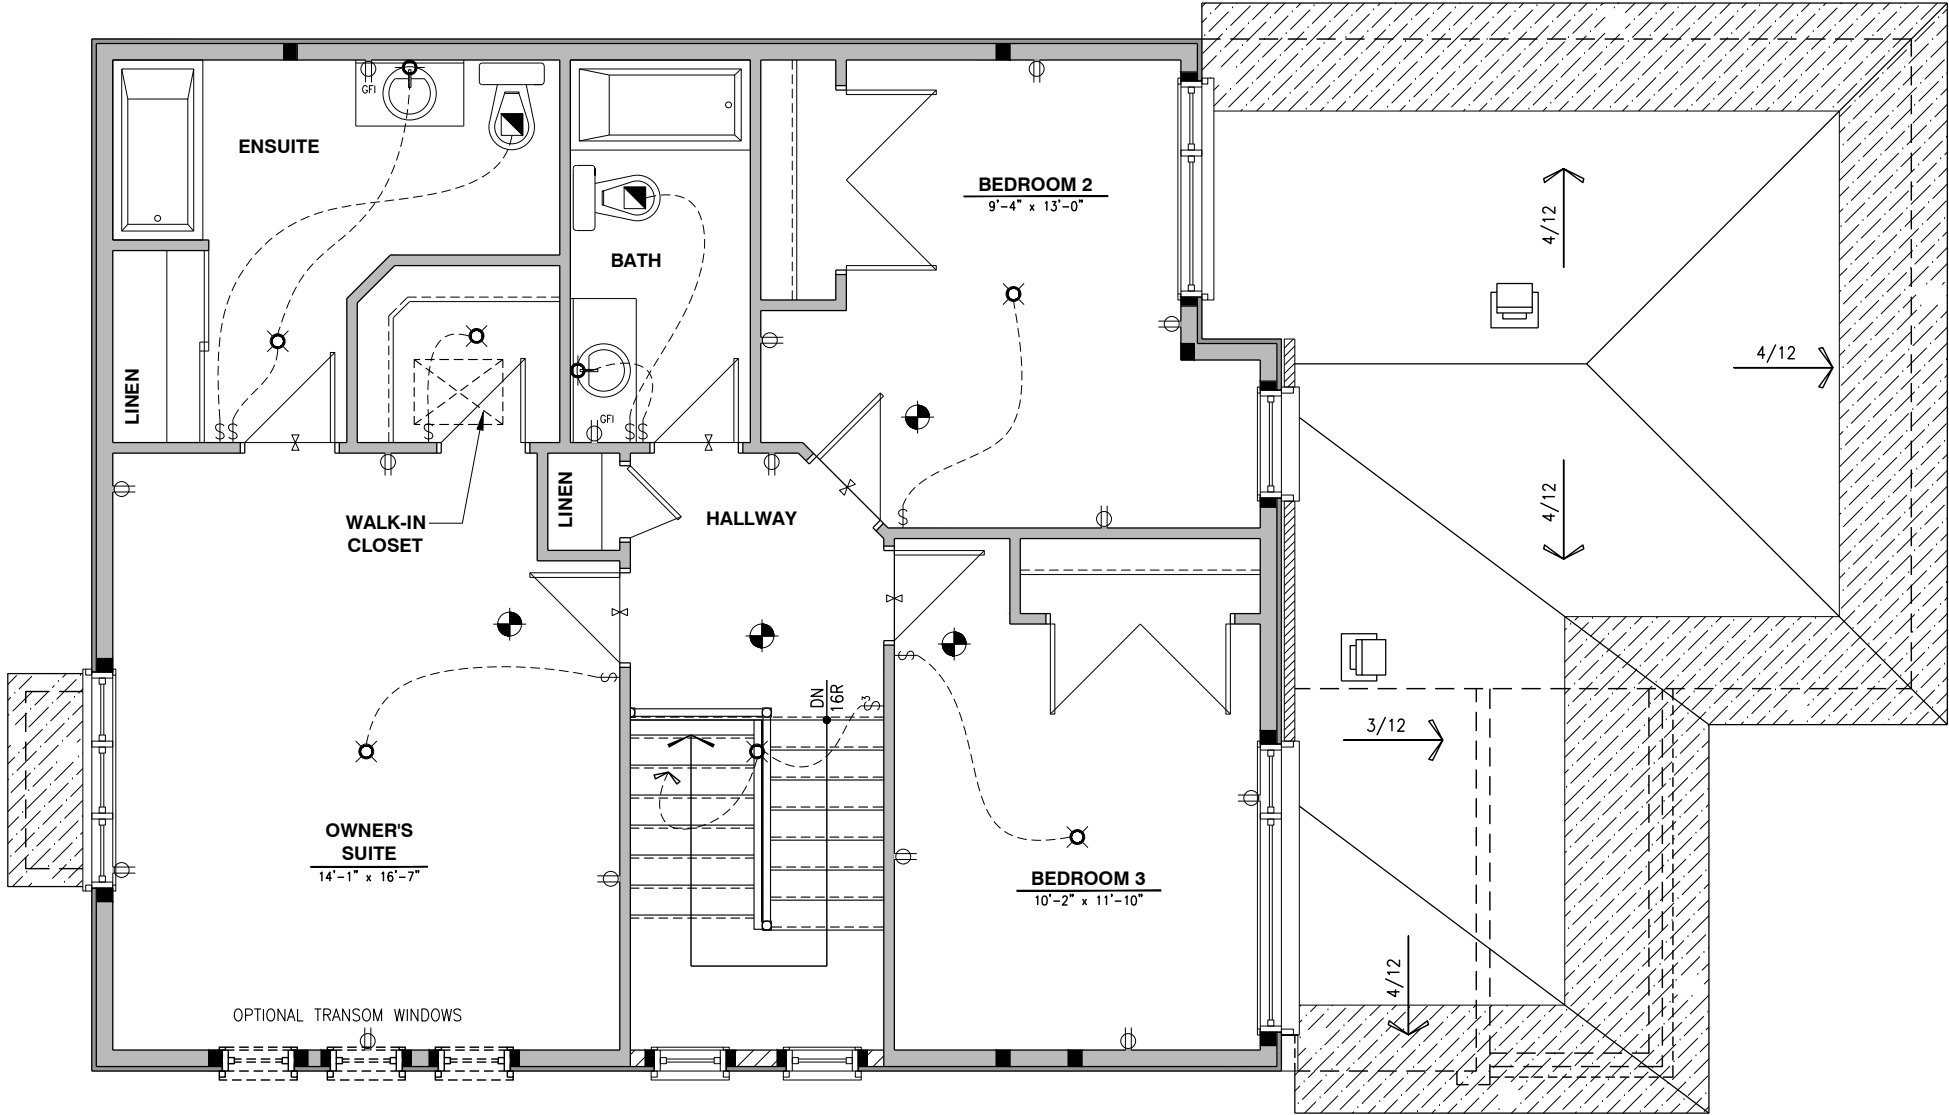 GFI
ENSUITE
BEDROOM 2
9'-4" x 13'-0"
4/12
BATH
4/12
LINEN
GFI
S S
S
S S
LINEN
HALLWAY
S
4/12
WALK-IN
CLOSET
S
S
DN
16R
S3
3/12
OWNER'S
SUITE
14'-1" x 16'-7"
BEDROOM 3
10'-2" x 11'-10"
4/12
OPTIONAL TRANSOM WINDOWS